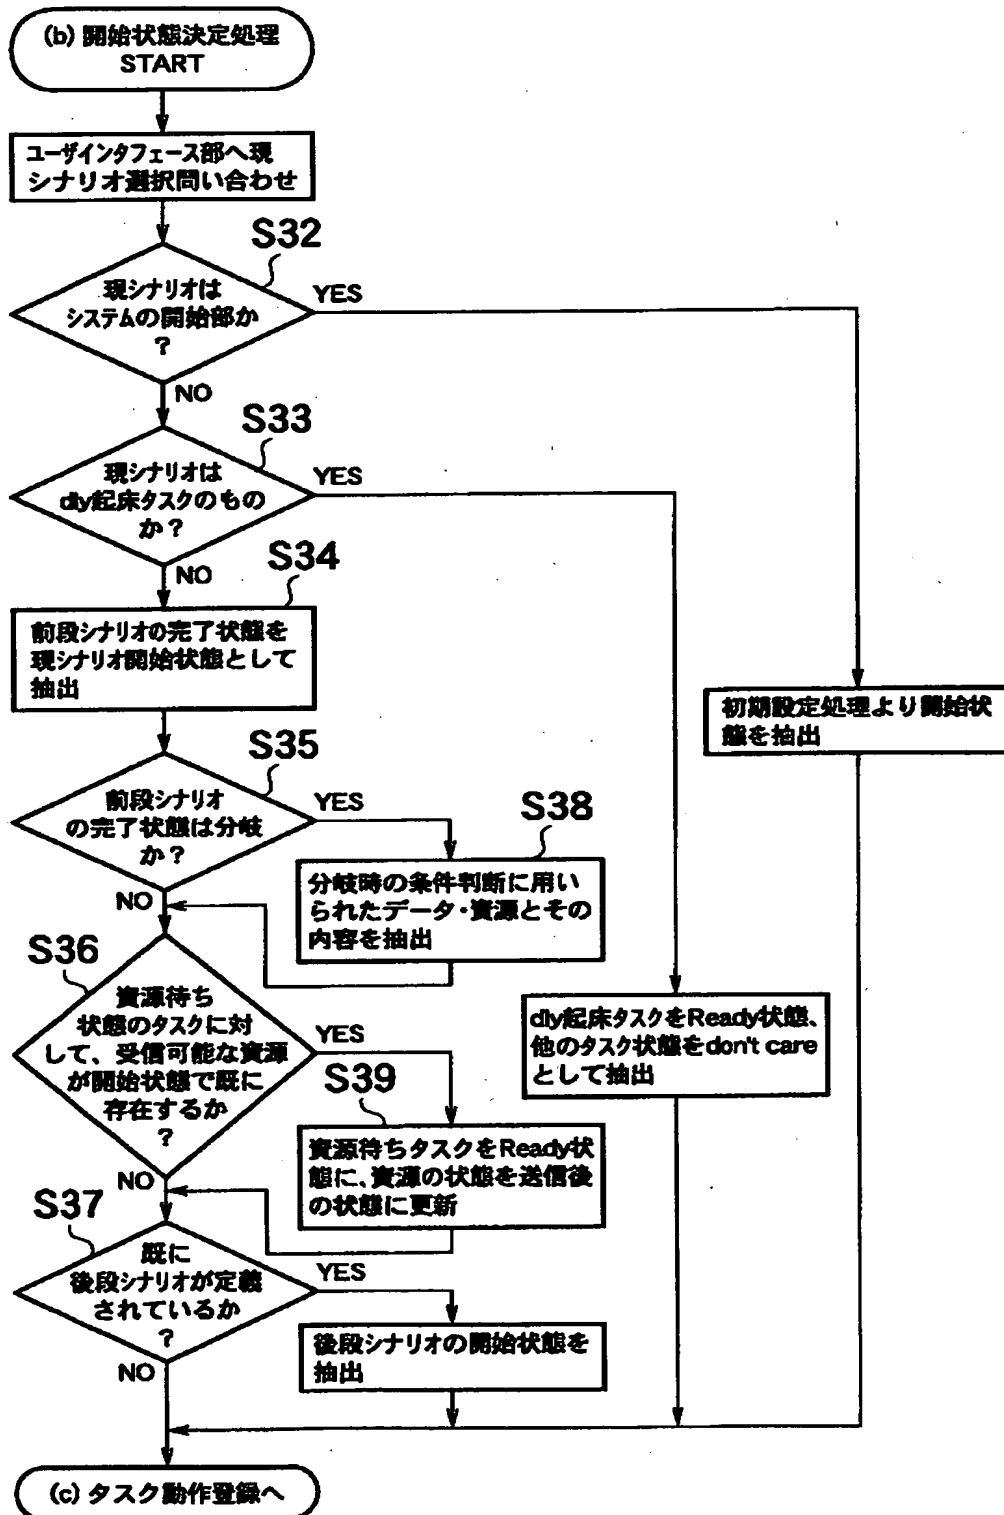 (b) 開始状態決定処理
START
ユーザインタフェース部へ現
シナリオ選択問い合わせ
S32
現シナリオは
システムの開始部か
?
YES
NO
S33
現シナリオは
dly起床タスクのもの
か?
YES
NO
S34
前段シナリオの完了状態を
現シナリオ開始状態として
抽出
初期設定処理より開始状
態を抽出
S35
前段シナリオ
の完了状態は分岐
か?
YES
NO
S38
分岐時の条件判断に用い
られたデータ・資源とその
内容を抽出
S36
資源待ち
状態のタスクに対
して、受信可能な資源
が開始状態で既に
存在するか
?
YES
NO
dly起床タスクをReady状態、
他のタスク状態をdon't care
として抽出
S39
資源待ちタスクをReady状
態に、資源の状態を送信後
の状態に更新
S37
既に
後段シナリオが定義
されているか
?
YES
NO
後段シナリオの開始状態を
抽出
(c) タスク動作登録へ